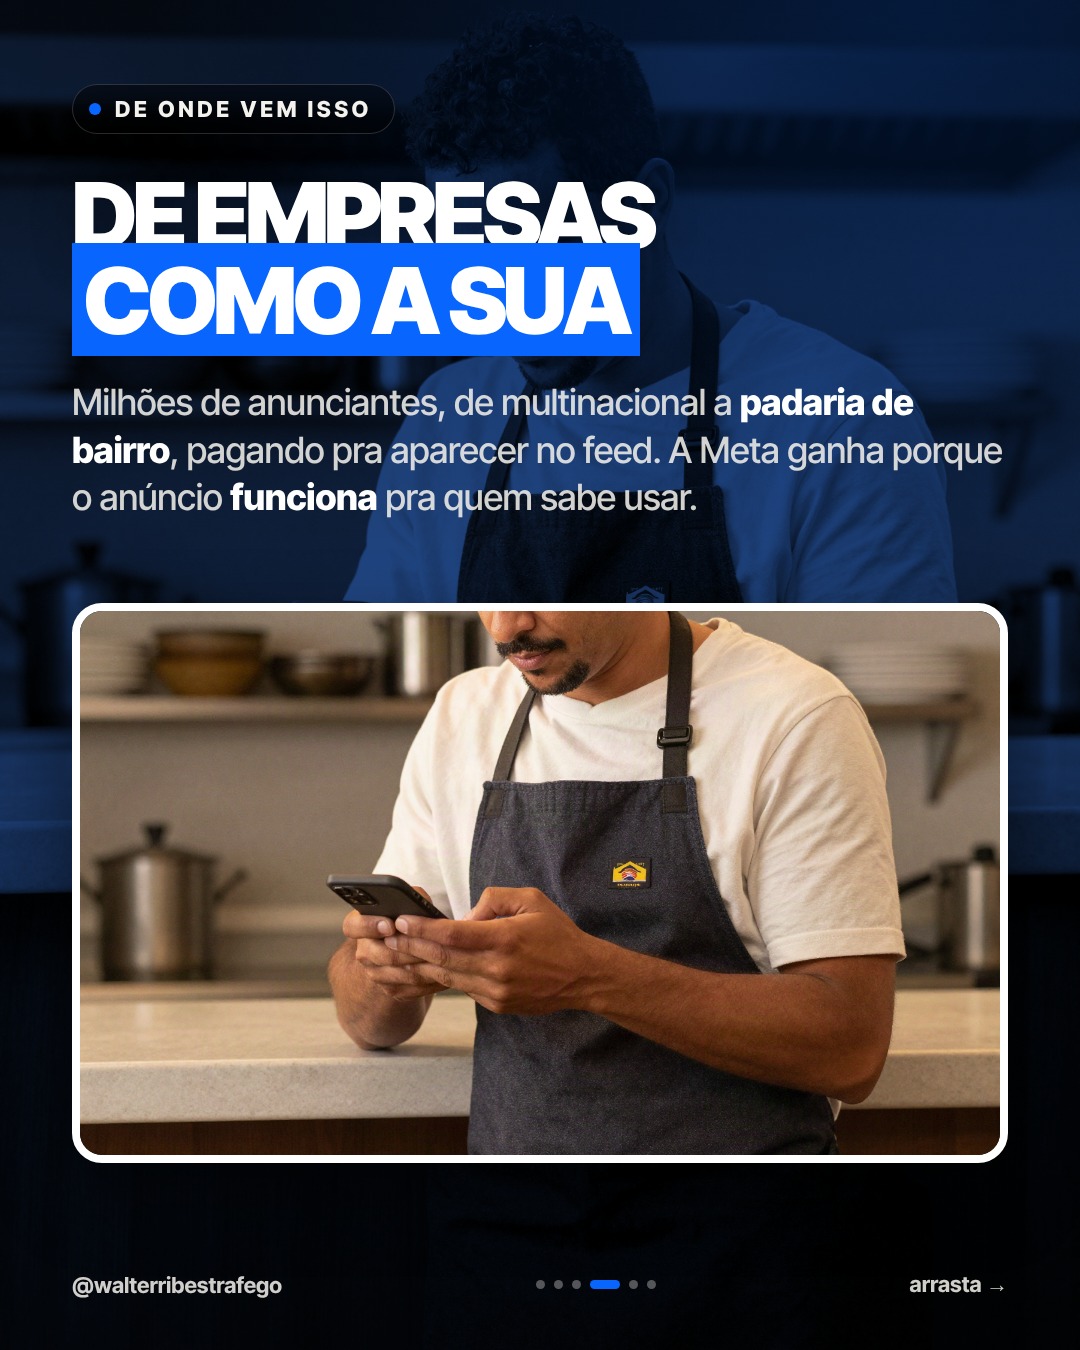 DE ONDE VEM ISSO
DE EMPRESAS
COMO A SUA
Milhões de anunciantes, de multinacional a padaria de
bairro, pagando pra aparecer no feed. A Meta ganha porque
o anúncio funciona pra quem sabe usar.
@walterribestrafego
arrasta →